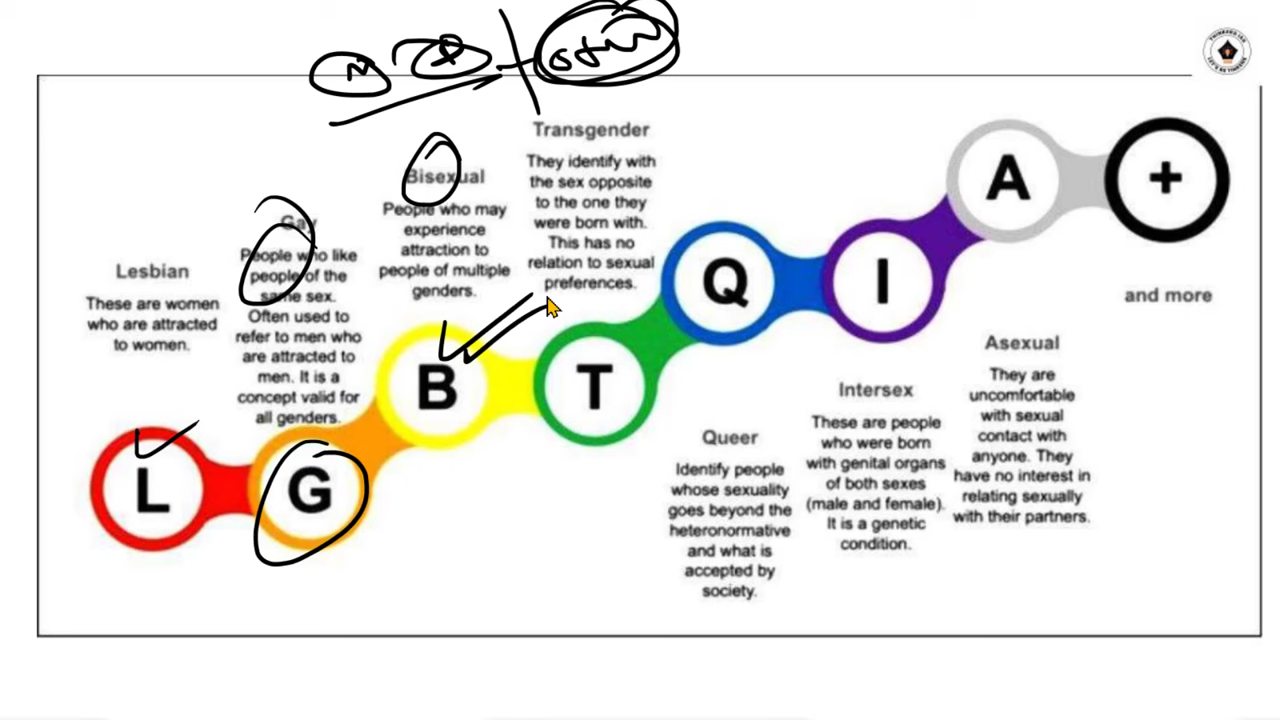 Transgender
They identify with
the sex opposite
to the one they
were born with.
This has no
relation to sexual
preferences.
Bisexual
People who may
experience
attraction to
people of multiple
genders.
Gay
People who like
people of the
same sex.
Often used to
refer to men who
are attracted to
men. It is a
concept valid for
all genders.
Lesbian
These are women
who are attracted
to women.
L
G
B
T
Q
I
A
+
and more
Queer
Identify people
whose sexuality
goes beyond the
heteronormative
and what is
accepted by
society.
Intersex
These are people
who were born
with genital organs
of both sexes
(male and female).
It is a genetic
condition.
Asexual
They are
uncomfortable
with sexual
contact with
anyone. They
have no interest in
relating sexually
with their partners.